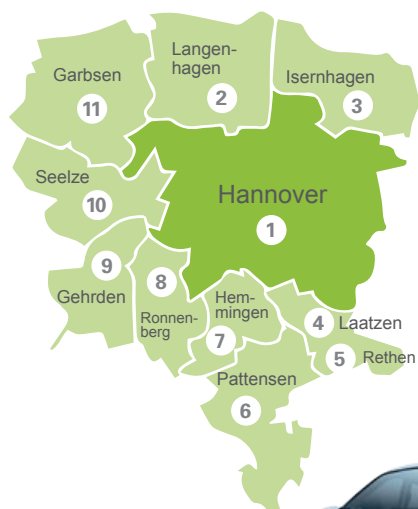 Langen-
hagen
2
Garbsen
11
Isernhagen
3
Seelze
10
Hannover
1
9
Gehrden
8
Ronnen-
berg
Hem-
mingen
7
4 Laatzen
5 Rethen
Pattensen
6